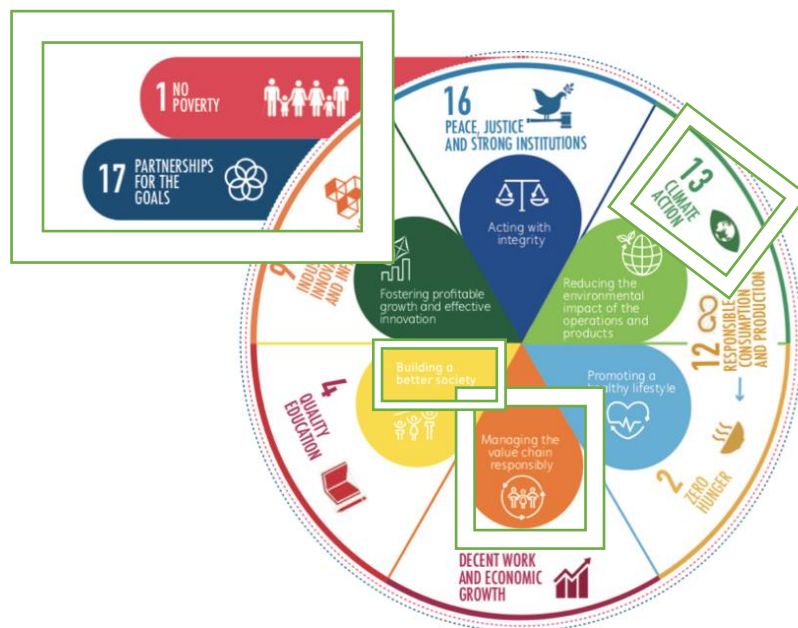 1 NO
POVERTY
17 PARTNERSHIPS
FOR THE
GOALS
16
PEACE, JUSTICE
AND STRONG INSTITUTIONS
13
CLIMATE
ACTION
Acting with
integrity
Fostering profitable
growth and effective
innovation
Reducing the
environmental
impact of the
operations and
products
12
RESPONSIBLE
CONSUMPTION
AND PRODUCTION
Building a
better society
Promoting a
lifestyle
4
QUALITY
EDUCATION
Managing the
value chain
responsibly
2
ZERO
HUNGER
DECENT WORK
AND ECONOMIC
GROWTH